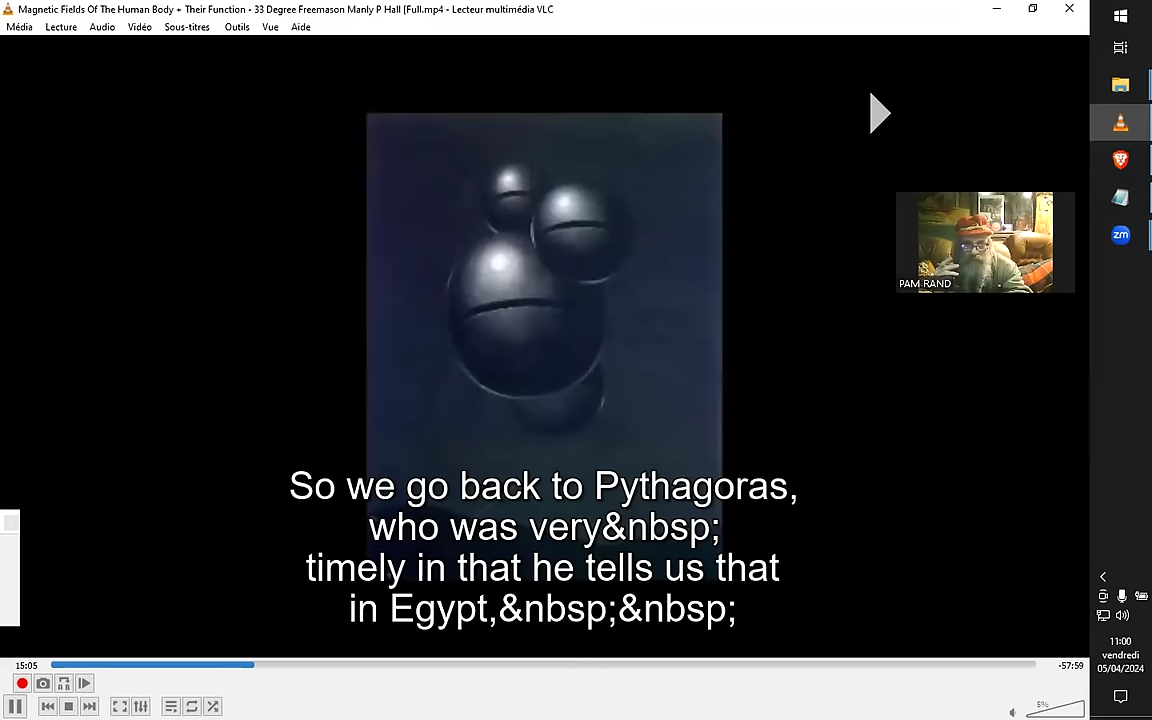 Magnetic Fields Of The Human Body + Their Function - 33 Degree Freemason Manly P Hall [Full.mp4 - Lecteur multimédia VLC
Média Lecture Audio Vidéo Sous-titres Outils Vue Aide
zm
PAM RAND
So we go back to Pythagoras,
who was very&nbsp;
timely in that he tells us that
in Egypt,&nbsp;&nbsp;
15:05
-57:59
5%
11:00
vendredi
05/04/2024